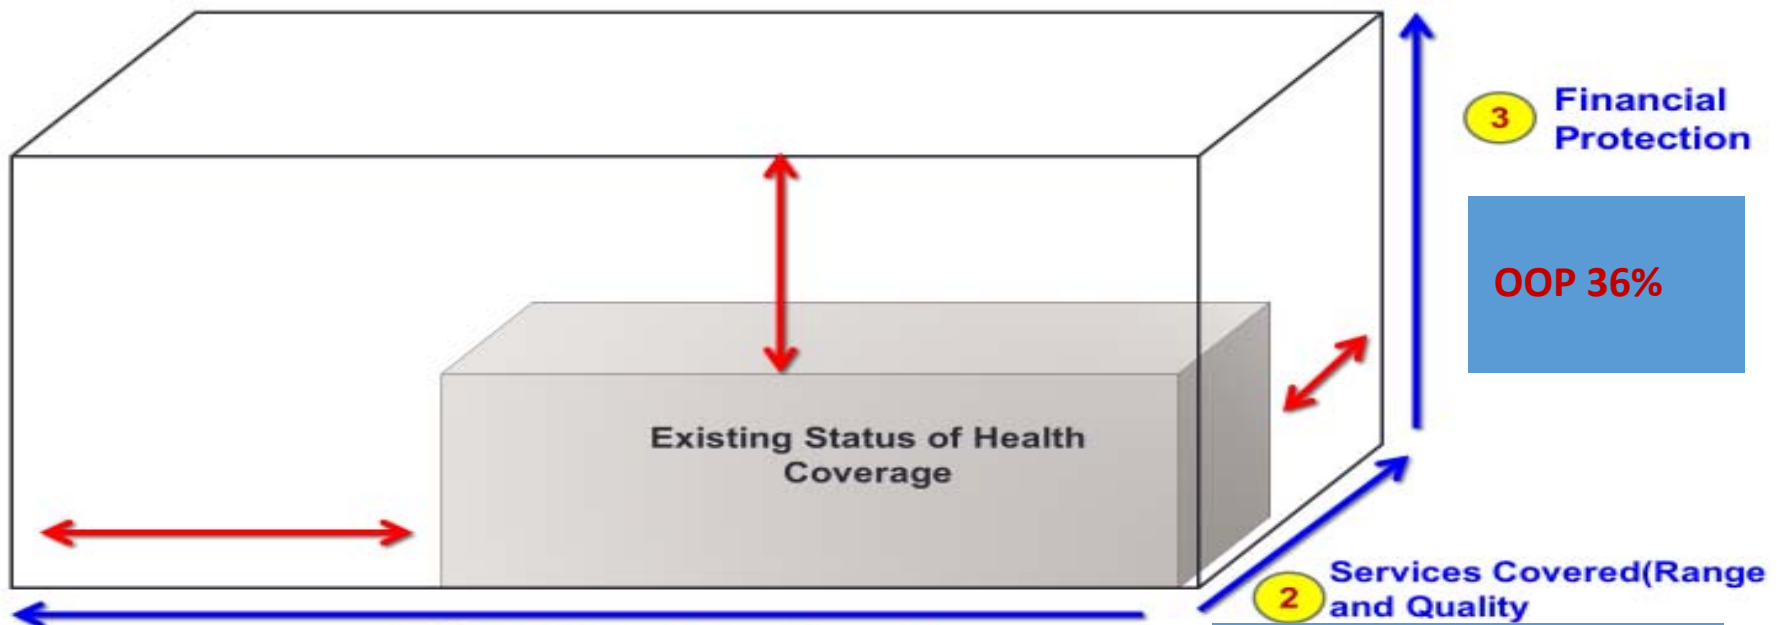 3
Financial
Protection
OOP 36%
Existing Status of Health
Coverage
2
Services Covered(Range
and Quality